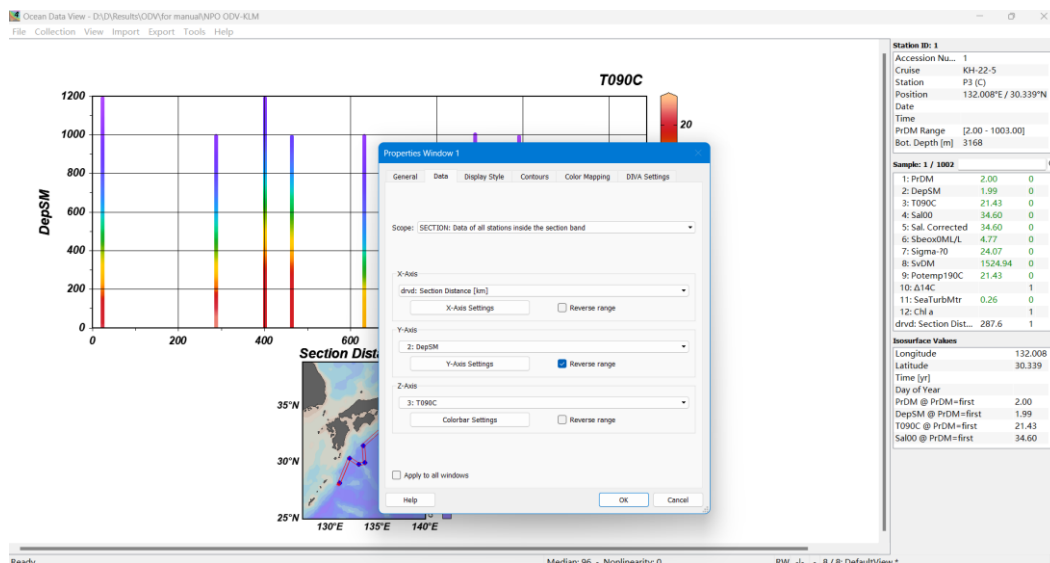 Ocean Data View - D:\D\Results\ODV\for manual\NPO ODV-KLM
File Collection View Import Export Tools Help
T090C
1200
1000
800
600
400
200
0
DepSM
0 200 400 600
Section Dist
20
35°N
30°N
25°N
130°E 135°E 140°E
Properties Window 1
General Data Display Style Contours Color Mapping DIVA Settings
Scope: SECTION: Data of all stations inside the section band
X-Axis
drvd: Section Distance [km]
X-Axis Settings Reverse range
Y-Axis
2: DepSM
Y-Axis Settings Reverse range
Z-Axis
3: T090C
Colorbar Settings Reverse range
Apply to all windows
Help OK Cancel
Station ID: 1
Accession Nu... 1
Cruise KH-22-5
Station P3 (C)
Position 132.008°E / 30.339°N
Date
Time
PrDM Range [2.00 - 1003.00]
Bot. Depth [m] 3168
Sample: 1 / 1002
1: PrDM 2.00 0
2: DepSM 1.99 0
3: T090C 21.43 0
4: Sal00 34.60 0
5: Sal. Corrected 34.60 0
6: Sbeox0ML/L 4.77 0
7: Sigma-?0 24.07 0
8: SvDM 1524.94 0
9: Potemp190C 21.43 0
10: Δ14C 1
11: SeaTurbMtr 0.26 0
12: Chl a 1
drvd: Section Dist... 287.6 1
Isosurface Values
Longitude 132.008
Latitude 30.339
Time [yr]
Day of Year
PrDM @ PrDM=first 2.00
DepSM @ PrDM=first 1.99
T090C @ PrDM=first 21.43
Sal00 @ PrDM=first 34.60
Ready Median: 96 - Nonlinearity: 0 RW -/- - 8 / 8: DefaultView *